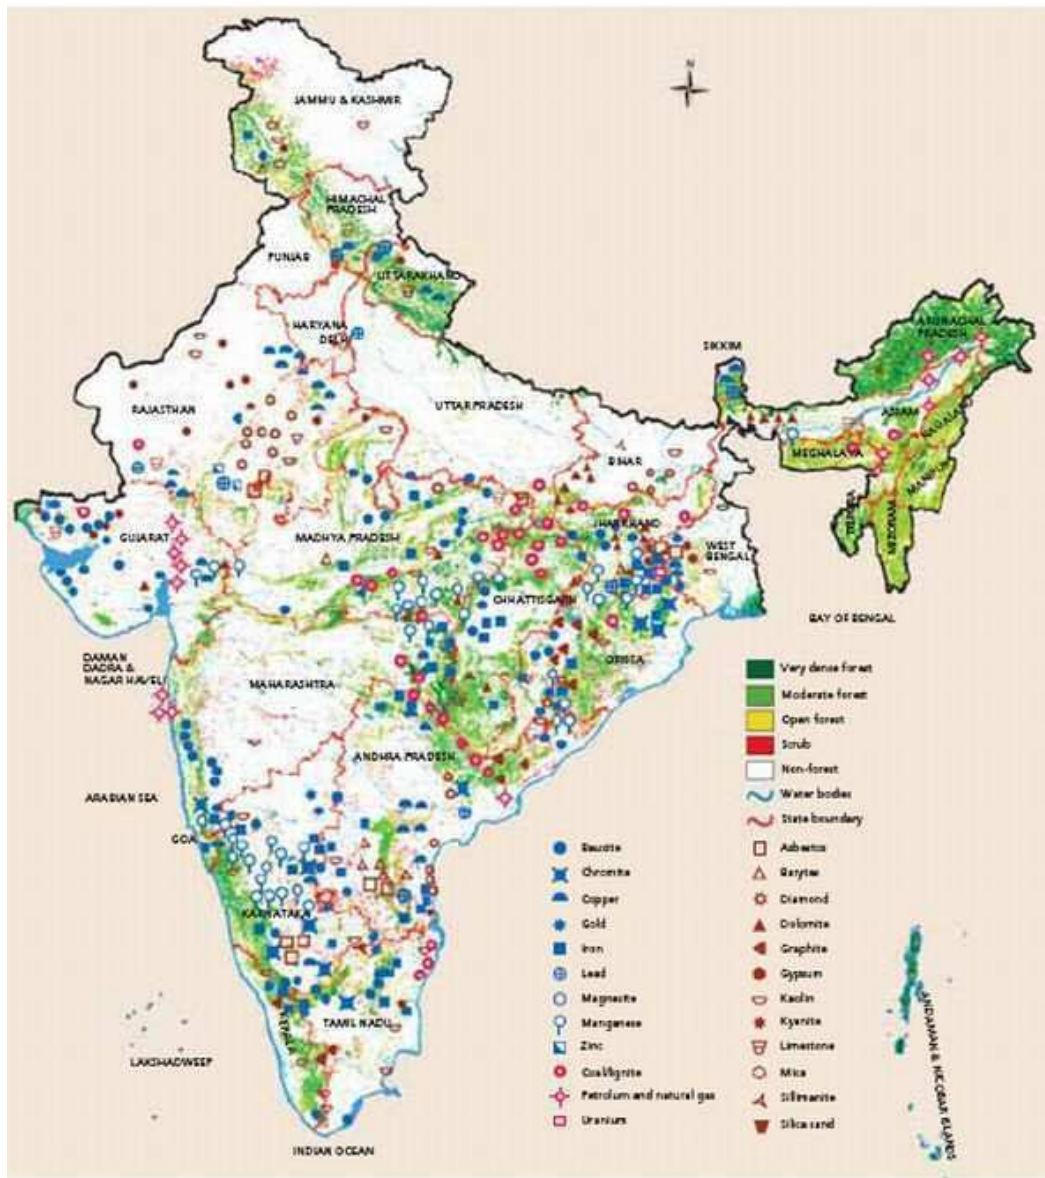 N
JAMMU & KASHMIR
HIMACHAL
PRADESH
PUNJAB
UTTARAKHAND
HARYANA
DELHI
ARUNACHAL
PRADESH
SIKKIM
RAJASTHAN
UTTAR PRADESH
ASSAM
NAGALAND
BIHAR
MEGHALAYA
MANIPUR
TRIPURA
MIZORAM
GUJARAT
MADHYA PRADESH
JHARKHAND
WEST
BENGAL
CHHATTISGARH
BAY OF BENGAL
DAMAN
DADRA &
NAGAR HAVELI
ORISSA
MAHARASHTRA
ANDHRA PRADESH
ARABIAN SEA
GOA
KARNATAKA
TAMIL NADU
KERALA
LAKSHADWEEP
INDIAN OCEAN
ANDAMAN & NICOBAR ISLANDS
Very dense forest
Moderate forest
Open forest
Scrub
Non-forest
Water bodies
State boundary
Bauxite
Chromite
Copper
Gold
Iron
Lead
Magnesite
Manganese
Zinc
Coal/lignite
Petrolum and natural gas
Uranium
Asbestos
Barytes
Diamond
Dolomite
Graphite
Gypsum
Kaolin
Kyanite
Limestone
Mica
Sillimanite
Silica sand